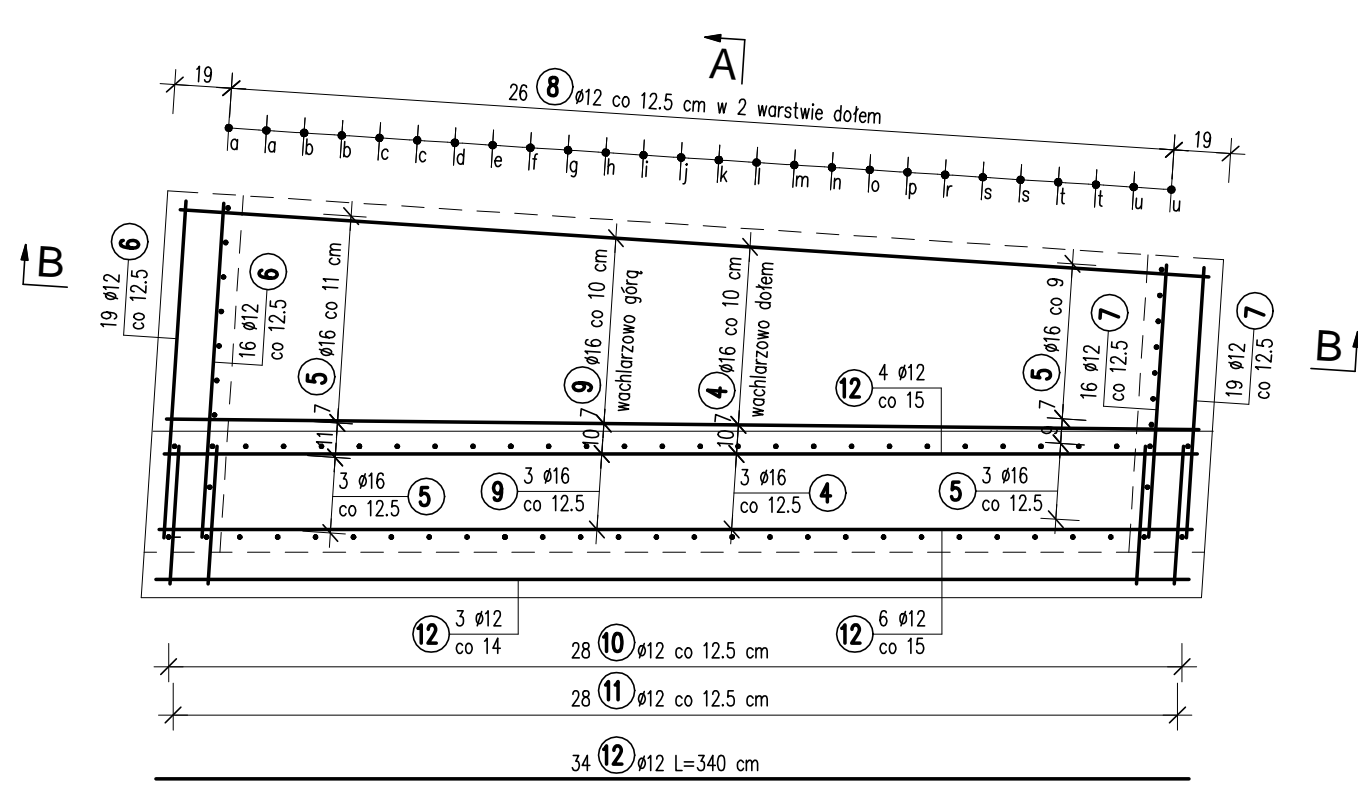 A
19
26 8 ø12 co 12.5 cm w 2 warstwie dołem
19
a a b b c c d e f g h i j k l m n o p r s s t t u u
B
6
19 ø12
co 12.5
6
16 ø12
co 12.5
5 ø16 co 11 cm
9 ø16 co 10 cm
wachlarzowo górą
4 ø16 co 10 cm
wachlarzowo dołem
5 ø16 co 9
7
16 ø12
co 12.5
7
19 ø12
co 12.5
B
12 4 ø12
co 15
7
11
7
10
7
10
7
9
3 ø16
co 12.5
5
9
3 ø16
co 12.5
3 ø16
co 12.5
4
5
3 ø16
co 12.5
12 3 ø12
co 14
12 6 ø12
co 15
28 10 ø12 co 12.5 cm
28 11 ø12 co 12.5 cm
34 12 ø12 L=340 cm